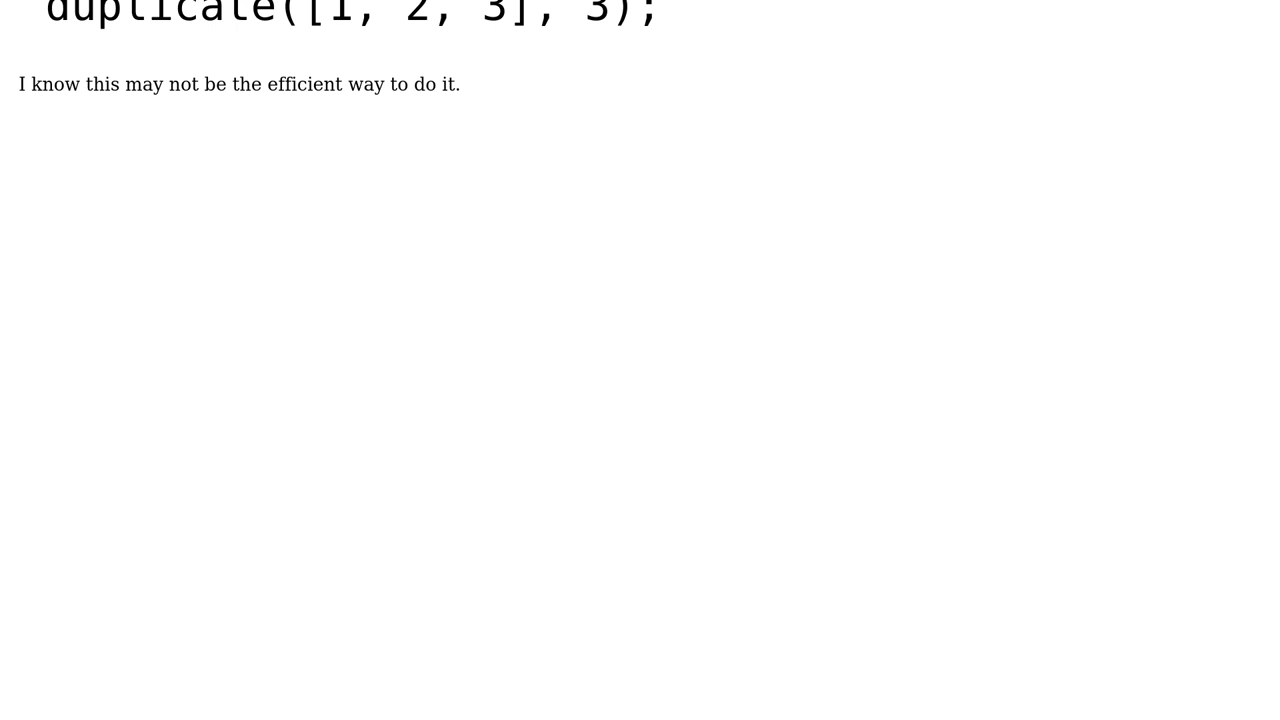 duplicate([1, 2, 3], 3);
I know this may not be the efficient way to do it.